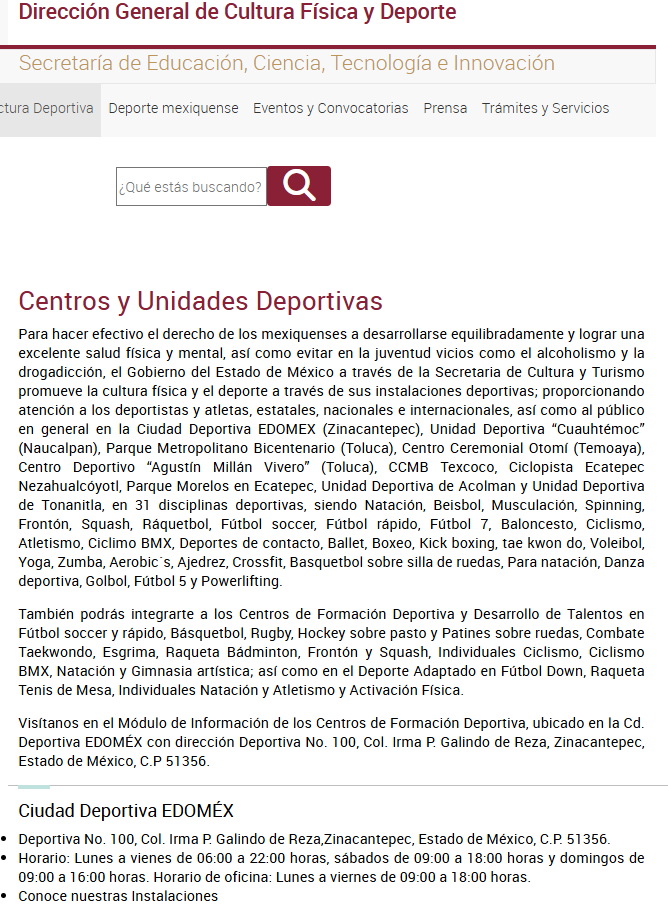 Dirección General de Cultura Física y Deporte
Secretaría de Educación, Ciencia, Tecnología e Innovación
ctura Deportiva Deporte mexiquense Eventos y Convocatorias Prensa Trámites y Servicios
¿Qué estás buscando?
Centros y Unidades Deportivas
Para hacer efectivo el derecho de los mexiquenses a desarrollarse equilibradamente y lograr una
excelente salud física y mental, así como evitar en la juventud vicios como el alcoholismo y la
drogadicción, el Gobierno del Estado de México a través de la Secretaria de Cultura y Turismo
promueve la cultura física y el deporte a través de sus instalaciones deportivas; proporcionando
atención a los deportistas y atletas, estatales, nacionales e internacionales, así como al público
en general en la Ciudad Deportiva EDOMEX (Zinacantepec), Unidad Deportiva “Cuauhtémoc”
(Naucalpan), Parque Metropolitano Bicentenario (Toluca), Centro Ceremonial Otomí (Temoaya),
Centro Deportivo “Agustín Millán Vivero” (Toluca), CCMB Texcoco, Ciclopista Ecatepec
Nezahualcóyotl, Parque Morelos en Ecatepec, Unidad Deportiva de Acolman y Unidad Deportiva
de Tonanitla, en 31 disciplinas deportivas, siendo Natación, Beisbol, Musculación, Spinning,
Frontón, Squash, Ráquetbol, Fútbol soccer, Fútbol rápido, Fútbol 7, Baloncesto, Ciclismo,
Atletismo, Ciclimo BMX, Deportes de contacto, Ballet, Boxeo, Kick boxing, tae kwon do, Voleibol,
Yoga, Zumba, Aerobic´s, Ajedrez, Crossfit, Basquetbol sobre silla de ruedas, Para natación, Danza
deportiva, Golbol, Fútbol 5 y Powerlifting.
También podrás integrarte a los Centros de Formación Deportiva y Desarrollo de Talentos en
Fútbol soccer y rápido, Básquetbol, Rugby, Hockey sobre pasto y Patines sobre ruedas, Combate
Taekwondo, Esgrima, Raqueta Bádminton, Frontón y Squash, Individuales Ciclismo, Ciclismo
BMX, Natación y Gimnasia artística; así como en el Deporte Adaptado en Fútbol Down, Raqueta
Tenis de Mesa, Individuales Natación y Atletismo y Activación Física.
Visítanos en el Módulo de Información de los Centros de Formación Deportiva, ubicado en la Cd.
Deportiva EDOMÉX con dirección Deportiva No. 100, Col. Irma P. Galindo de Reza, Zinacantepec,
Estado de México, C.P 51356.
Ciudad Deportiva EDOMÉX
• Deportiva No. 100, Col. Irma P. Galindo de Reza,Zinacantepec, Estado de México, C.P. 51356.
• Horario: Lunes a vienes de 06:00 a 22:00 horas, sábados de 09:00 a 18:00 horas y domingos de
09:00 a 16:00 horas. Horario de oficina: Lunes a viernes de 09:00 a 18:00 horas.
• Conoce nuestras Instalaciones